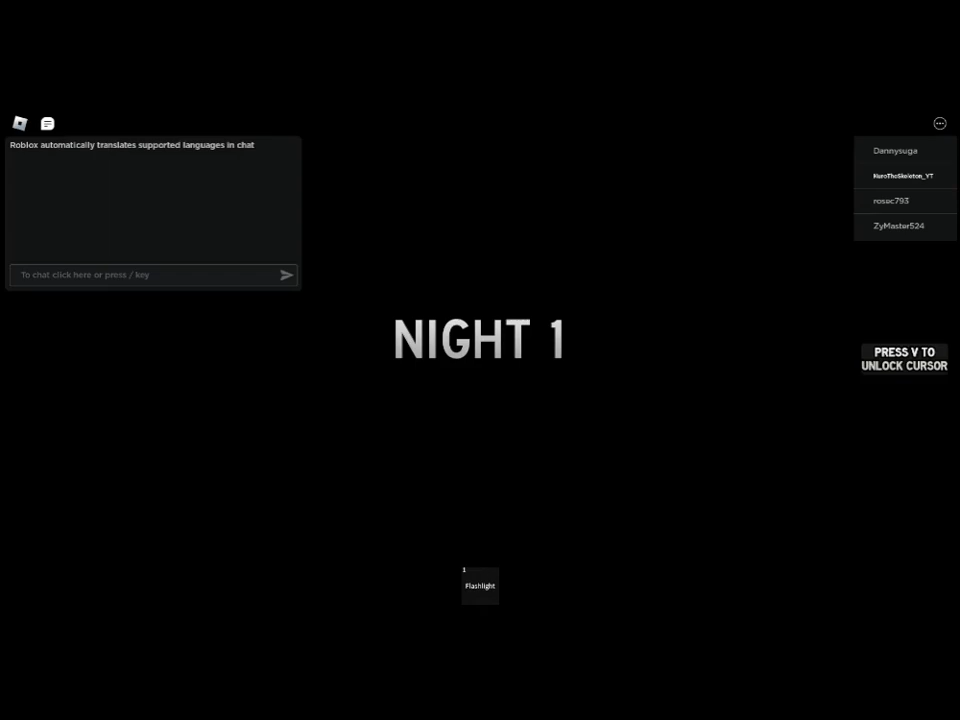 Roblox automatically translates supported languages in chat
To chat click here or press / key
Dannysuga
NuroTheSkeleton_YT
rosec793
ZyMaster524
NIGHT 1
PRESS V TO
UNLOCK CURSOR
1
Flashlight